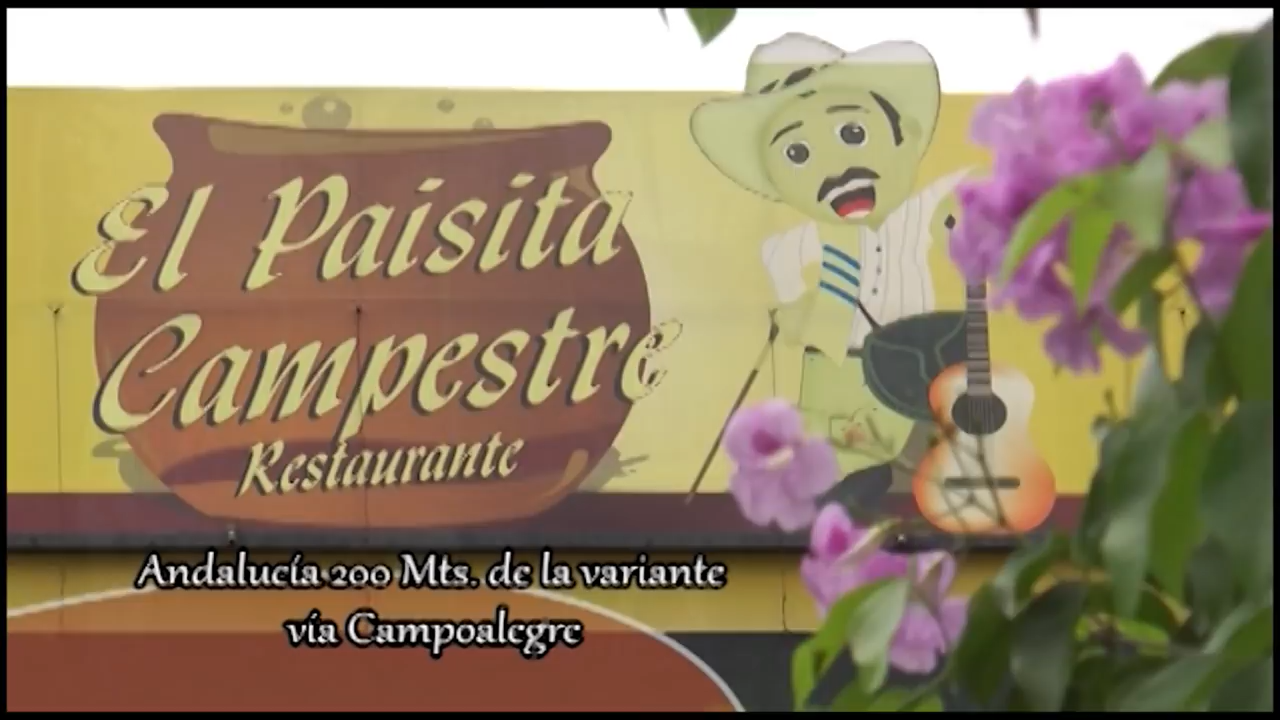 El Paisita
Campestre
Restaurante
Andalucía 200 Mts. de la variante
vía Campoalegre